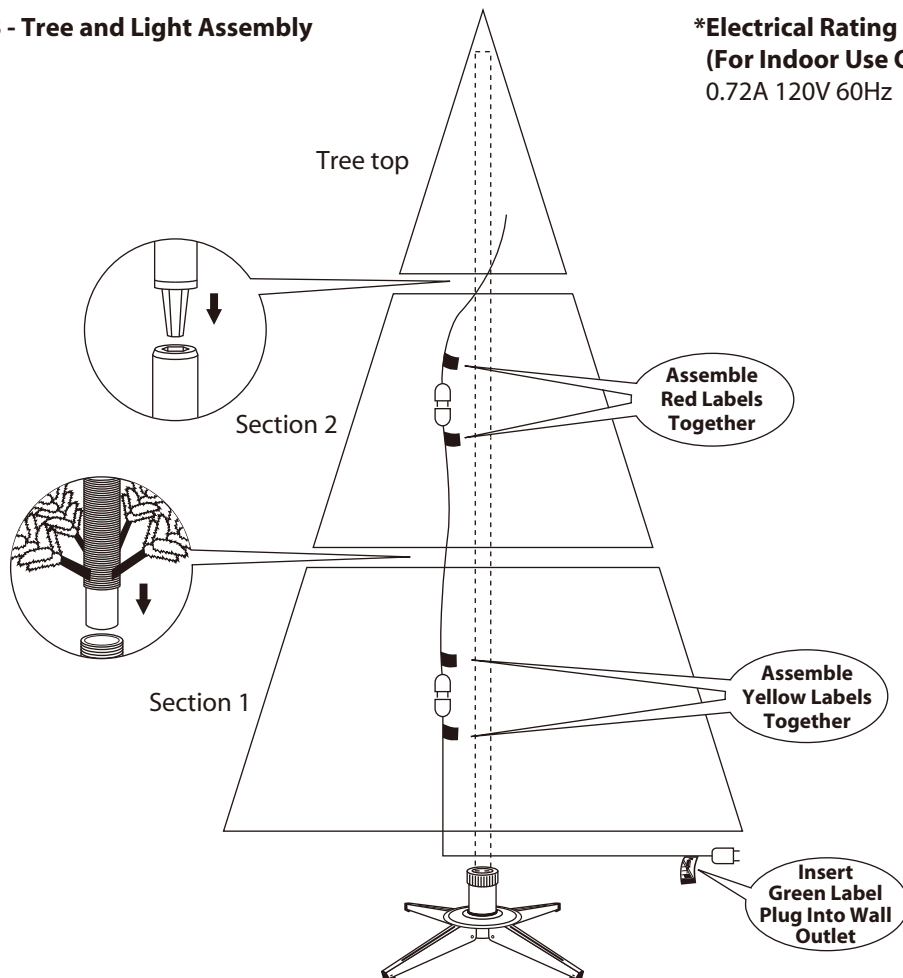 - Tree and Light Assembly
*Electrical Rating
(For Indoor Use
0.72A 120V 60Hz
Tree top
Section 2
Assemble
Red Labels
Together
Section 1
Assemble
Yellow Labels
Together
Insert
Green Label
Plug Into Wall
Outlet